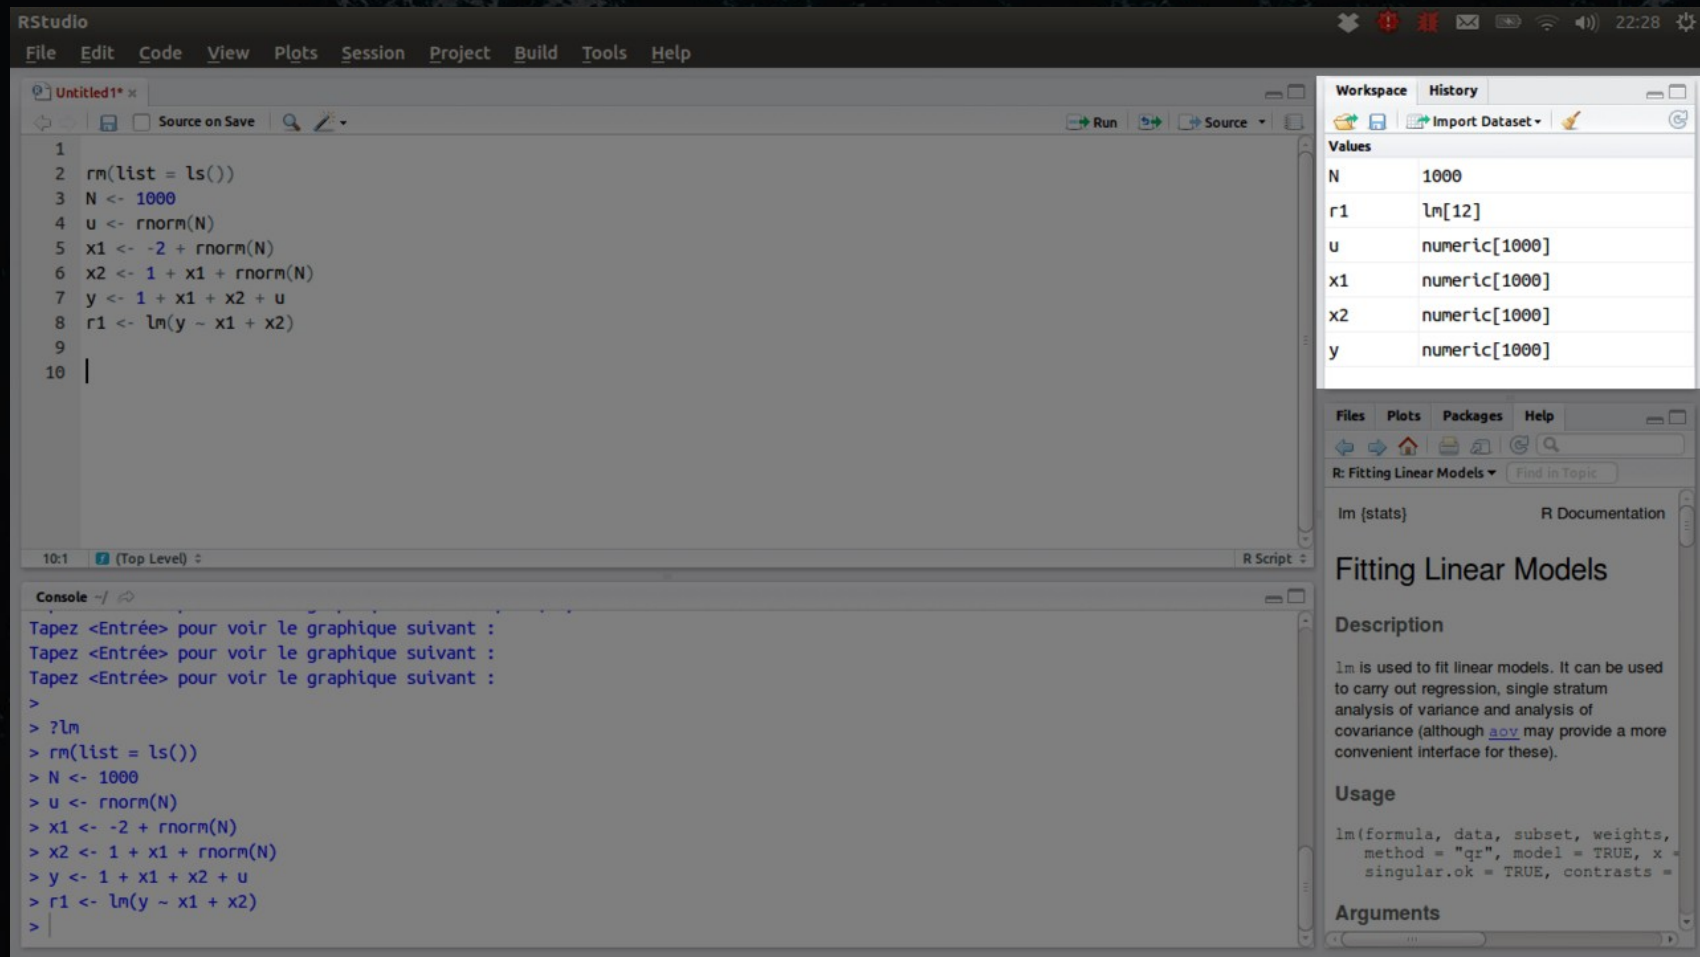 RStudio
22:28
File Edit Code View Plots Session Project Build Tools Help
Untitled1*
Source on Save
Run
Source
1
2 rm(list = ls())
3 N <- 1000
4 u <- rnorm(N)
5 x1 <- -2 + rnorm(N)
6 x2 <- 1 + x1 + rnorm(N)
7 y <- 1 + x1 + x2 + u
8 r1 <- lm(y ~ x1 + x2)
9
10
10:1 (Top Level)
R Script
Console ~/
Tapez <Entrée> pour voir le graphique suivant :
Tapez <Entrée> pour voir le graphique suivant :
Tapez <Entrée> pour voir le graphique suivant :
>
> ?lm
> rm(list = ls())
> N <- 1000
> u <- rnorm(N)
> x1 <- -2 + rnorm(N)
> x2 <- 1 + x1 + rnorm(N)
> y <- 1 + x1 + x2 + u
> r1 <- lm(y ~ x1 + x2)
>
Workspace History
Import Dataset
Values
N 1000
r1 lm[12]
u numeric[1000]
x1 numeric[1000]
x2 numeric[1000]
y numeric[1000]
Files Plots Packages Help
R: Fitting Linear Models
Find in Topic
lm {stats} R Documentation
Fitting Linear Models
Description
lm is used to fit linear models. It can be used
to carry out regression, single stratum
analysis of variance and analysis of
covariance (although aov may provide a more
convenient interface for these).
Usage
lm(formula, data, subset, weights,
method = "qr", model = TRUE, x =
singular.ok = TRUE, contrasts =
Arguments